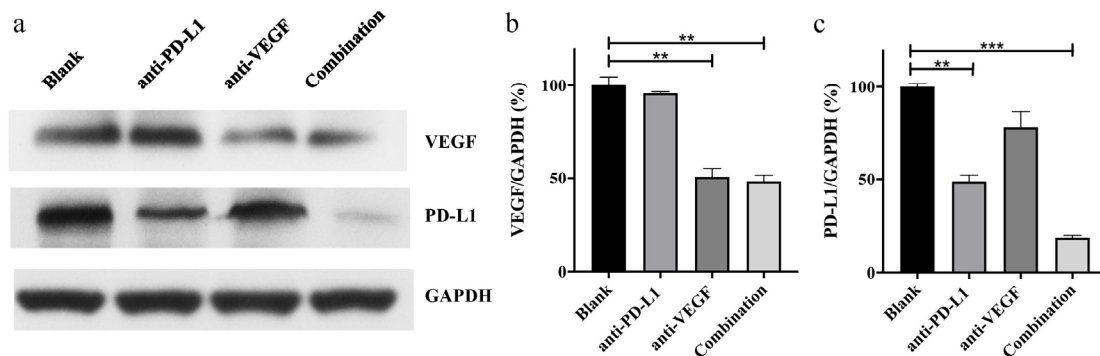 a
Blank
anti-PD-L1
anti-VEGF
Combination
VEGF
PD-L1
GAPDH
b
**
**
VEGF/GAPDH (%)
100
50
0
Blank
anti-PD-L1
anti-VEGF
Combination
c
***
**
PD-L1/GAPDH (%)
100
50
0
Blank
anti-PD-L1
anti-VEGF
Combination